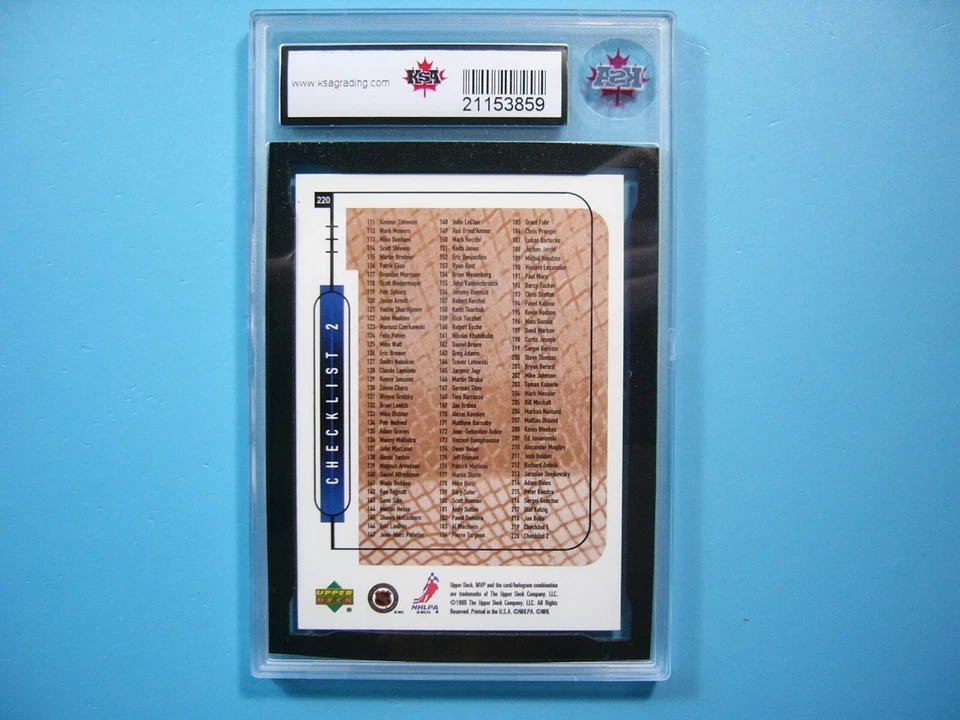 www.ksagrading.com
KSA
21153859
KSA
220
CHECKLIST 2
111 Kimmo Timonen
112 Mark Mowers
113 Mike Dunham
114 Scott Stevens
115 Martin Brodeur
116 Patrik Elias
117 Brendan Morrison
118 Scott Niedermayer
119 Petr Sykora
120 Jason Arnott
121 Vadim Sharifijanov
122 John Madden
123 Mariusz Czerkawski
124 Felix Potvin
125 Mike Watt
126 Eric Brewer
127 Dmitri Nabokov
128 Claude Lapointe
129 Kenny Jonsson
130 Zdeno Chara
131 Wayne Gretzky
132 Brian Leetch
133 Mike Richter
134 Petr Nedved
135 Adam Graves
136 Manny Malhotra
137 John MacLean
138 Alexei Yashin
139 Magnus Arvedson
140 Daniel Alfredsson
141 Wade Redden
142 Ron Tugnutt
143 Sami Salo
144 Marian Hossa
145 Shawn McEachern
146 Eric Lindros
147 Jean-Marc Pelletier
148 John LeClair
149 Rod Brind'Amour
150 Mark Recchi
151 Keith Jones
152 Eric Desjardins
153 Ryan Bast
154 Brian Wesenberg
155 John Vanbiesbrouck
156 Jeremy Roenick
157 Robert Reichel
158 Keith Tkachuk
159 Rick Tocchet
160 Robert Esche
161 Nikolai Khabibulin
162 Daniel Briere
163 Greg Adams
164 Trevor Letowski
165 Jaromir Jagr
166 Martin Straka
167 German Titov
168 Tom Barrasso
169 Jan Hrdina
170 Alexei Kovalev
171 Matthew Barnaby
172 Jean-Sebastien Aubin
173 Vincent Damphousse
174 Owen Nolan
175 Jeff Friesen
176 Patrick Marleau
177 Marco Sturm
178 Mike Ricci
179 Gary Suter
180 Scott Hannan
181 Andy Sutton
182 Pavol Demitra
183 Al MacInnis
184 Pierre Turgeon
185 Grant Fuhr
186 Chris Pronger
187 Lubos Bartecko
188 Jochen Hecht
189 Michal Handzus
190 Vincent Lecavalier
191 Paul Mara
192 Darcy Tucker
193 Chris Gratton
194 Pavel Kubina
195 Kevin Hodson
196 Mats Sundin
197 Danil Markov
198 Curtis Joseph
199 Sergei Berezin
200 Steve Thomas
201 Bryan Berard
202 Mike Johnson
203 Tomas Kaberle
204 Mark Messier
205 Bill Muckalt
206 Markus Naslund
207 Mattias Ohlund
208 Kevin Weekes
209 Ed Jovanovski
210 Alexander Mogilny
211 Josh Holden
212 Richard Zednik
213 Jaroslav Svejkovsky
214 Adam Oates
215 Peter Bondra
216 Sergei Gonchar
217 Olaf Kolzig
218 Jan Bulis
219 Checklist 1
220 Checklist 2
UPPER
DECK
NHLPA
Upper Deck, MVP and the card/hologram combination
are trademarks of The Upper Deck Company, LLC.
©1999 The Upper Deck Company, LLC. All Rights
Reserved. Printed in the U.S.A. ©NHLPA. ©NHL